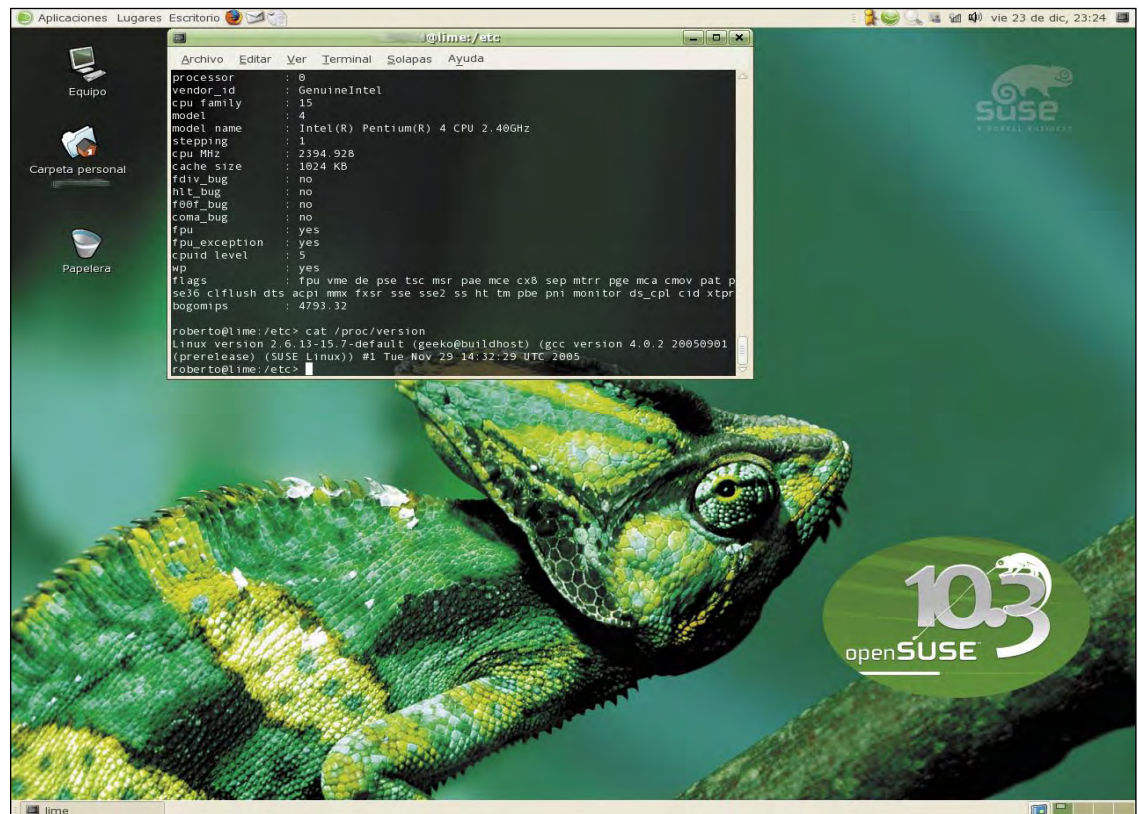 Aplicaciones Lugares Escritorio
vie 23 de dic, 23:24
@lime:/etc
Archivo Editar Ver Terminal Solapas Ayuda
processor : 0
vendor_id : GenuineIntel
cpu family : 15
model : 4
model name : Intel(R) Pentium(R) 4 CPU 2.40GHz
stepping : 1
cpu MHz : 2394.928
cache size : 1024 KB
fdiv_bug : no
hlt_bug : no
f00f_bug : no
coma_bug : no
fpu : yes
fpu_exception : yes
cpuid level : 5
wp : yes
flags : fpu vme de pse tsc msr pae mce cx8 sep mtrr pge mca cmov pat p
se36 clflush dts acpi mmx fxsr sse sse2 ss ht tm pbe pni monitor ds_cpl cid xtpr
bogomips : 4793.32
roberto@lime:/etc> cat /proc/version
Linux version 2.6.13-15.7-default (geeko@buildhost) (gcc version 4.0.2 20050901
(prerelease) (SUSE Linux)) #1 Tue Nov 29 14:32:29 UTC 2005
roberto@lime:/etc>
Equipo
Carpeta personal
Papelera
SUSE
A NOVELL BUSINESS
10.3
openSUSE
lime